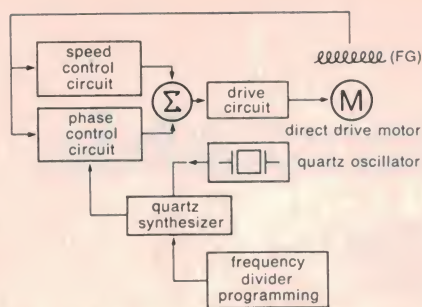 (FG)
speed
control
circuit
Σ
drive
circuit
M
direct drive motor
phase
control
circuit
quartz oscillator
quartz
synthesizer
frequency
divider
programming